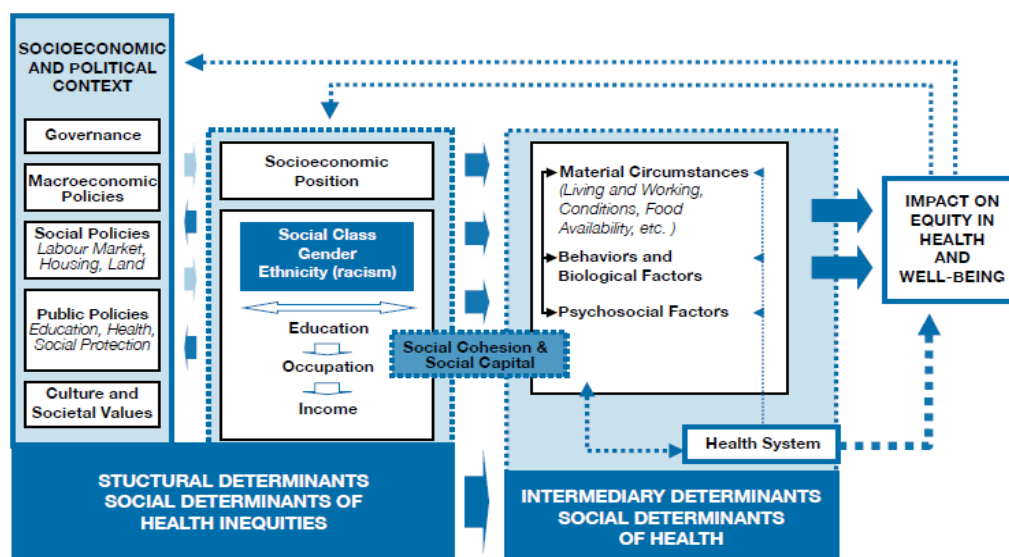 SOCIOECONOMIC
AND POLITICAL
CONTEXT
Governance
Macroeconomic
Policies
Social Policies
Labour Market,
Housing, Land
Public Policies
Education, Health,
Social Protection
Culture and
Societal Values
Socioeconomic
Position
Social Class
Gender
Ethnicity (racism)
Education
Occupation
Income
Social Cohesion &
Social Capital
Material Circumstances
(Living and Working,
Conditions, Food
Availability, etc. )
Behaviors and
Biological Factors
Psychosocial Factors
Health System
IMPACT ON
EQUITY IN
HEALTH
AND
WELL-BEING
STUCTURAL DETERMINANTS
SOCIAL DETERMINANTS OF
HEALTH INEQUITIES
INTERMEDIARY DETERMINANTS
SOCIAL DETERMINANTS
OF HEALTH